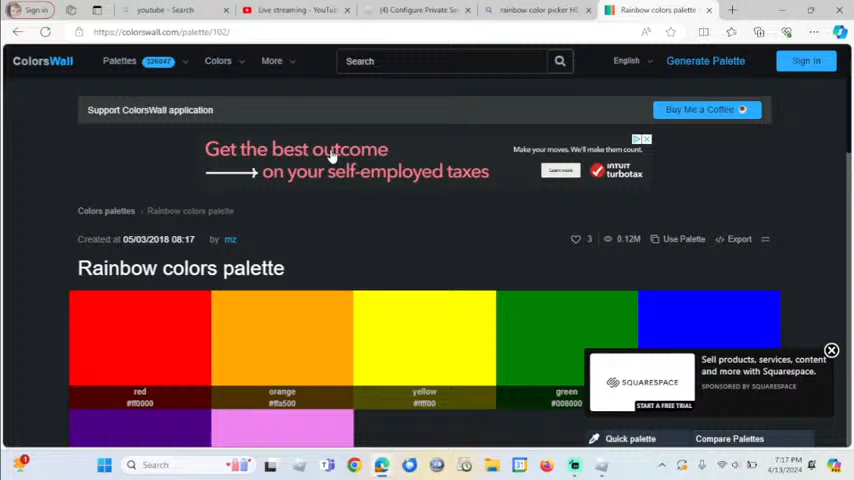 Sign in
youtube - Search
Live streaming - YouTu
(4) Configure Private Se
rainbow color picker HE
Rainbow colors palette
https://colorswall.com/palette/102/
ColorsWall
Palettes 326047
Colors
More
Search
English
Generate Palette
Sign In
Support ColorsWall application
Buy Me a Coffee
Get the best outcome
on your self-employed taxes
Make your moves. We'll make them count.
Learn more
INTUIT
turbotax
Colors palettes
Rainbow colors palette
Created at 05/03/2018 08:17 by mz
3
0.12M
Use Palette
Export
Rainbow colors palette
red
#ff0000
orange
#ffa500
yellow
#ffff00
green
#008000
SQUARESPACE
START A FREE TRIAL
Sell products, services, content
and more with Squarespace.
SPONSORED BY SQUARESPACE
Quick palette
Compare Palettes
Search
7:17 PM
4/13/2024